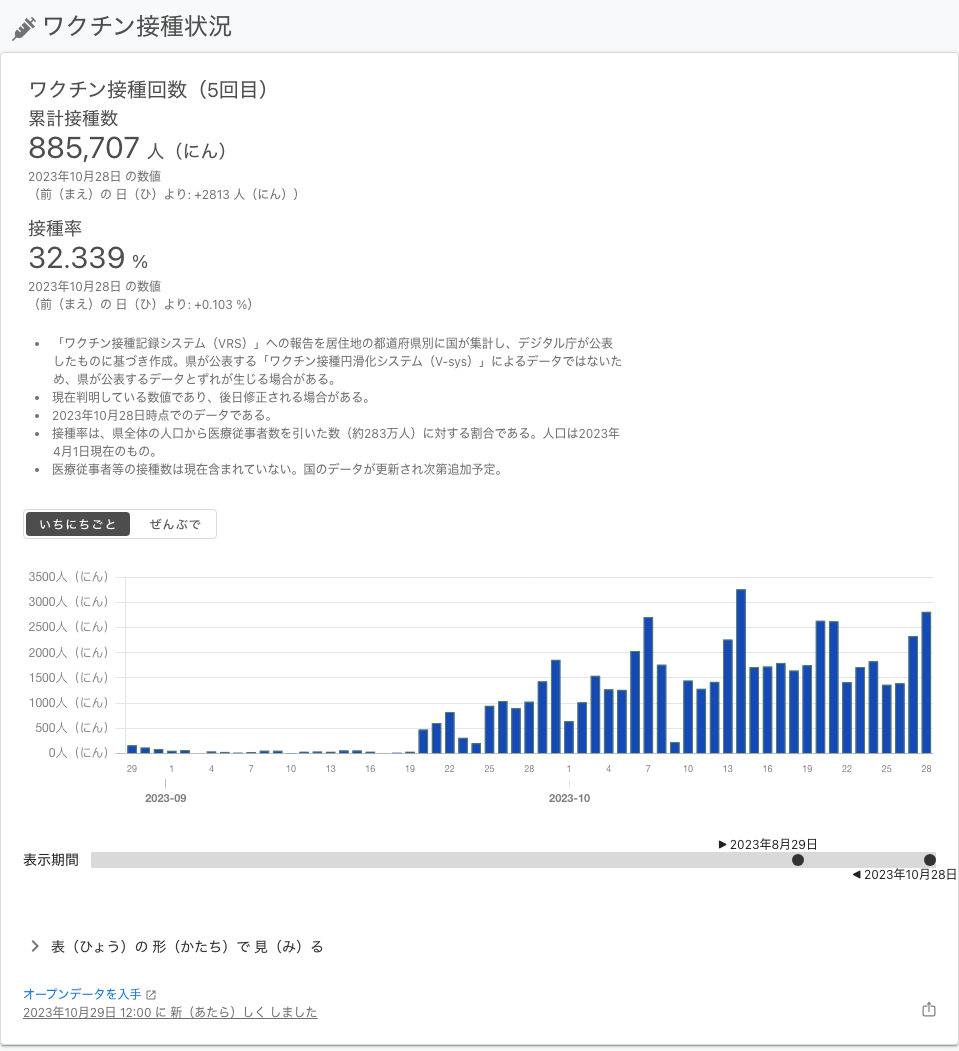 ワクチン接種状況
ワクチン接種回数（5回目）
累計接種数
885,707 人（にん）
2023年10月28日 の数値
（前（まえ）の 日（ひ）より: +2813 人（にん））
接種率
32.339 %
2023年10月28日 の数値
（前（まえ）の 日（ひ）より: +0.103 %）
「ワクチン接種記録システム（VRS）」への報告を居住地の都道府県別に国が集計し、デジタル庁が公表
したものに基づき作成。県が公表する「ワクチン接種円滑化システム（V-sys）」によるデータではないた
め、県が公表するデータとずれが生じる場合がある。
現在判明している数値であり、後日修正される場合がある。
2023年10月28日時点でのデータである。
接種率は、県全体の人口から医療従事者数を引いた数（約283万人）に対する割合である。人口は2023年
4月1日現在のもの。
医療従事者等の接種数は現在含まれていない。国のデータが更新され次第追加予定。
いちにちごと ぜんぶで
3500人（にん）
3000人（にん）
2500人（にん）
2000人（にん）
1500人（にん）
1000人（にん）
500人（にん）
0人（にん）
29 1 4 7 10 13 16 19 22 25 28 1 4 7 10 13 16 19 22 25 28
2023-09 2023-10
▶ 2023年8月29日
表示期間
◀ 2023年10月28日
表（ひょう）の 形（かたち）で 見（み）る
オープンデータを入手
2023年10月29日 12:00 に 新（あたら）しく しました